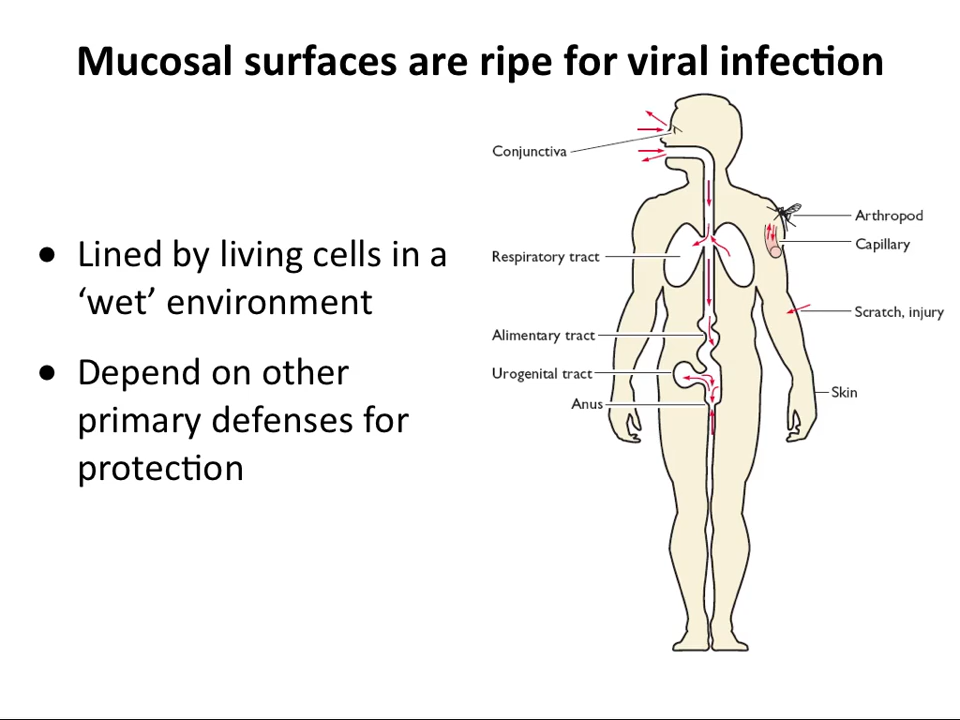 Mucosal surfaces are ripe for viral infection
• Lined by living cells in a
‘wet’ environment
• Depend on other
primary defenses for
protection
Conjunctiva
Respiratory tract
Alimentary tract
Urogenital tract
Anus
Arthropod
Capillary
Scratch, injury
Skin